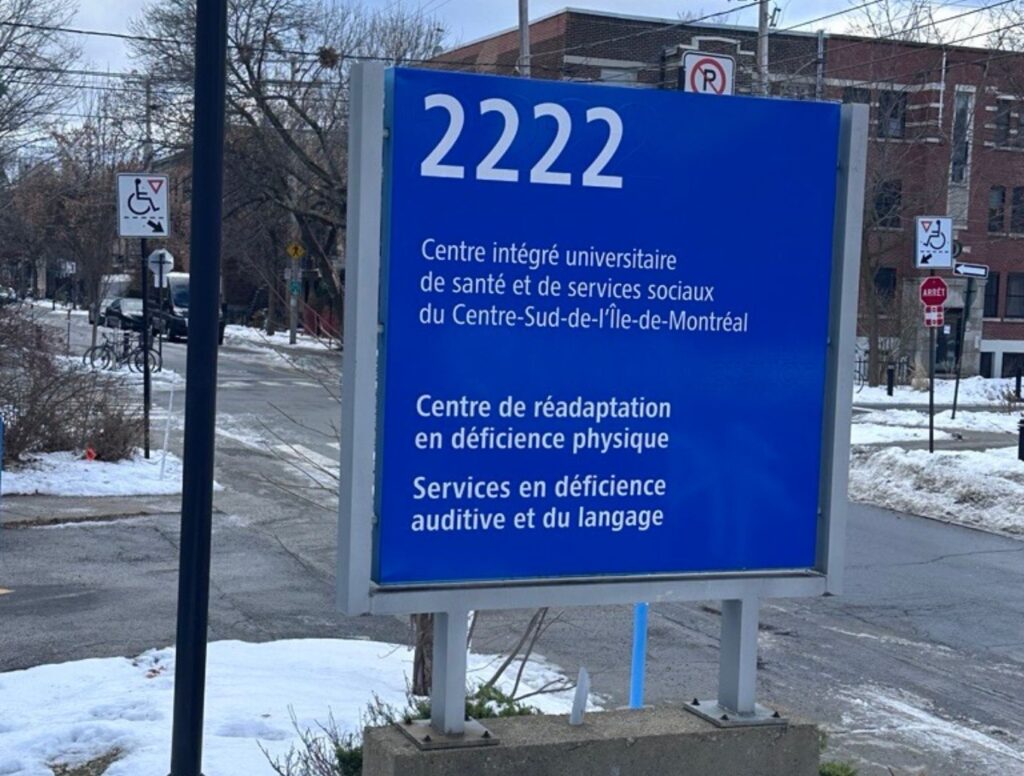 2222
Centre intégré universitaire
de santé et de services sociaux
du Centre-Sud-de-l'Île-de-Montréal
Centre de réadaptation
en déficience physique
Services en déficience
auditive et du langage
P
ARRÊT